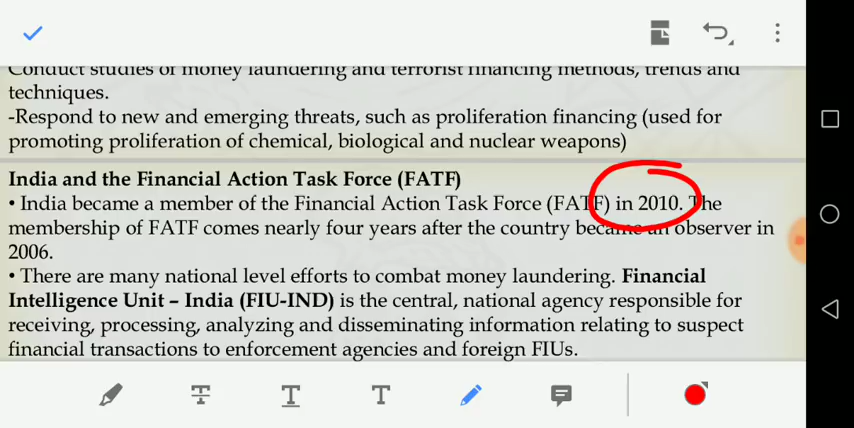 Conduct studies of money laundering and terrorist financing methods, trends and
techniques.
-Respond to new and emerging threats, such as proliferation financing (used for
promoting proliferation of chemical, biological and nuclear weapons)
India and the Financial Action Task Force (FATF)
• India became a member of the Financial Action Task Force (FATF) in 2010. The
membership of FATF comes nearly four years after the country became an observer in
2006.
• There are many national level efforts to combat money laundering. Financial
Intelligence Unit – India (FIU-IND) is the central, national agency responsible for
receiving, processing, analyzing and disseminating information relating to suspect
financial transactions to enforcement agencies and foreign FIUs.